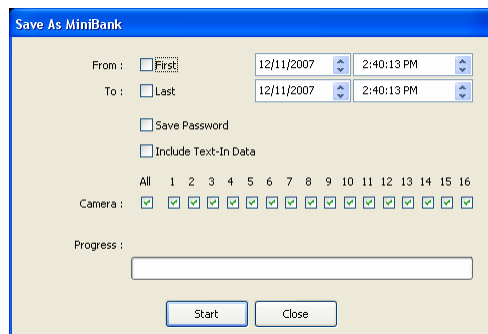 Save As MiniBank
From : First 12/11/2007 2:40:13 PM
To : Last 12/11/2007 2:40:13 PM
Save Password
Include Text-In Data
All 1 2 3 4 5 6 7 8 9 10 11 12 13 14 15 16
Camera :
Progress :
Start Close